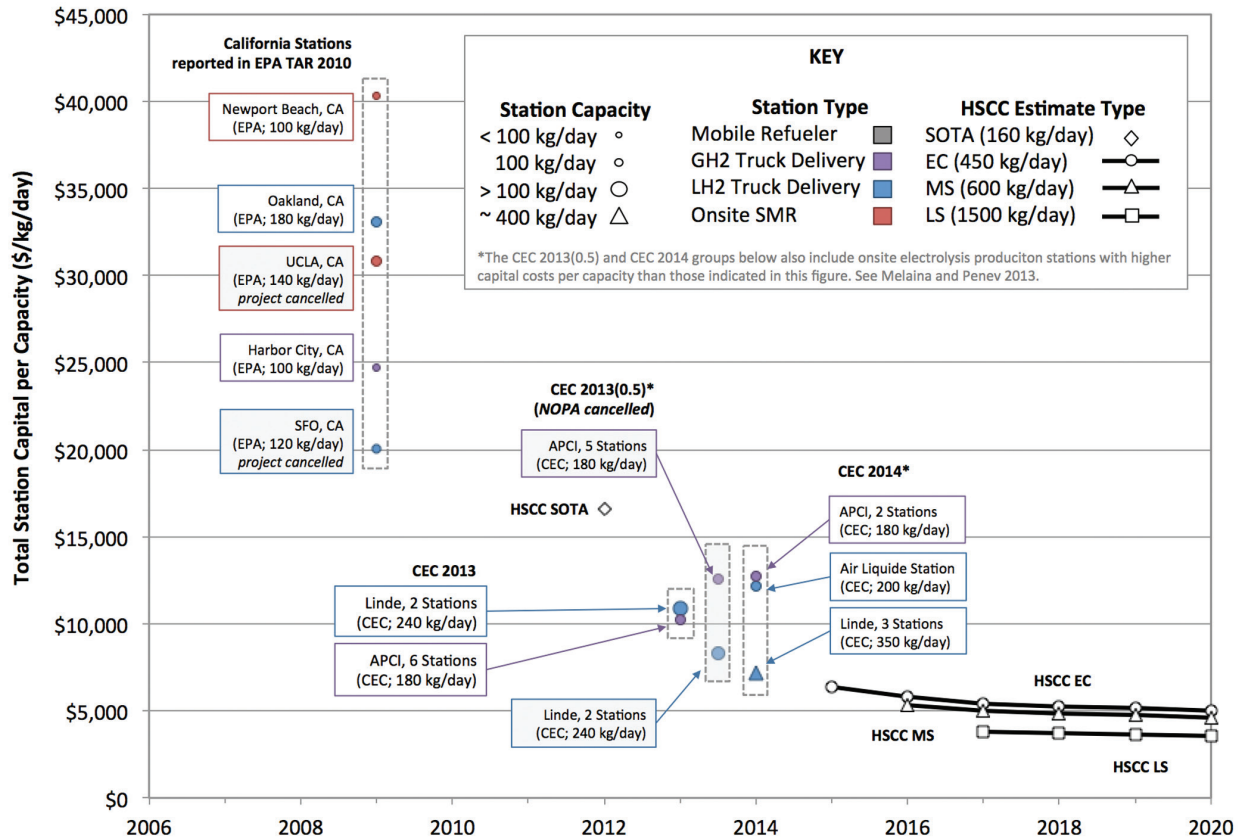 Total Station Capital per Capacity ($/kg/day)
$45,000
$40,000
$35,000
$30,000
$25,000
$20,000
$15,000
$10,000
$5,000
$0
2006
2008
2010
2012
2014
2016
2018
2020
California Stations
reported in EPA TAR 2010
Newport Beach, CA
(EPA; 100 kg/day)
Oakland, CA
(EPA; 180 kg/day)
UCLA, CA
(EPA; 140 kg/day)
project cancelled
Harbor City, CA
(EPA; 100 kg/day)
SFO, CA
(EPA; 120 kg/day)
project cancelled
KEY
Station Capacity
< 100 kg/day
100 kg/day
> 100 kg/day
~ 400 kg/day
Station Type
Mobile Refueler
GH2 Truck Delivery
LH2 Truck Delivery
Onsite SMR
HSCC Estimate Type
SOTA (160 kg/day)
EC (450 kg/day)
MS (600 kg/day)
LS (1500 kg/day)
*The CEC 2013(0.5) and CEC 2014 groups below also include onsite electrolysis produciton stations with higher
capital costs per capacity than those indicated in this figure. See Melaina and Penev 2013.
CEC 2013(0.5)*
(NOPA cancelled)
APCI, 5 Stations
(CEC; 180 kg/day)
HSCC SOTA
CEC 2014*
APCI, 2 Stations
(CEC; 180 kg/day)
Air Liquide Station
(CEC; 200 kg/day)
Linde, 3 Stations
(CEC; 350 kg/day)
CEC 2013
Linde, 2 Stations
(CEC; 240 kg/day)
APCI, 6 Stations
(CEC; 180 kg/day)
Linde, 2 Stations
(CEC; 240 kg/day)
HSCC EC
HSCC MS
HSCC LS